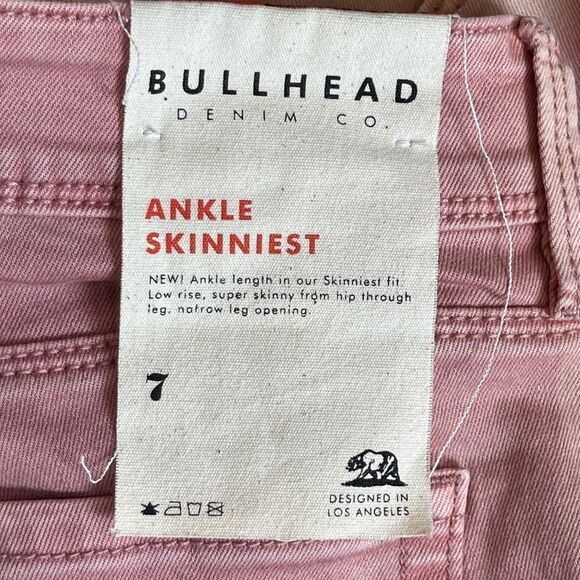 BULLHEAD
DENIM CO.
ANKLE
SKINNIEST
NEW! Ankle length in our Skinniest fit.
Low rise, super skinny from hip through
leg, narrow leg opening.
7
DESIGNED IN
LOS ANGELES